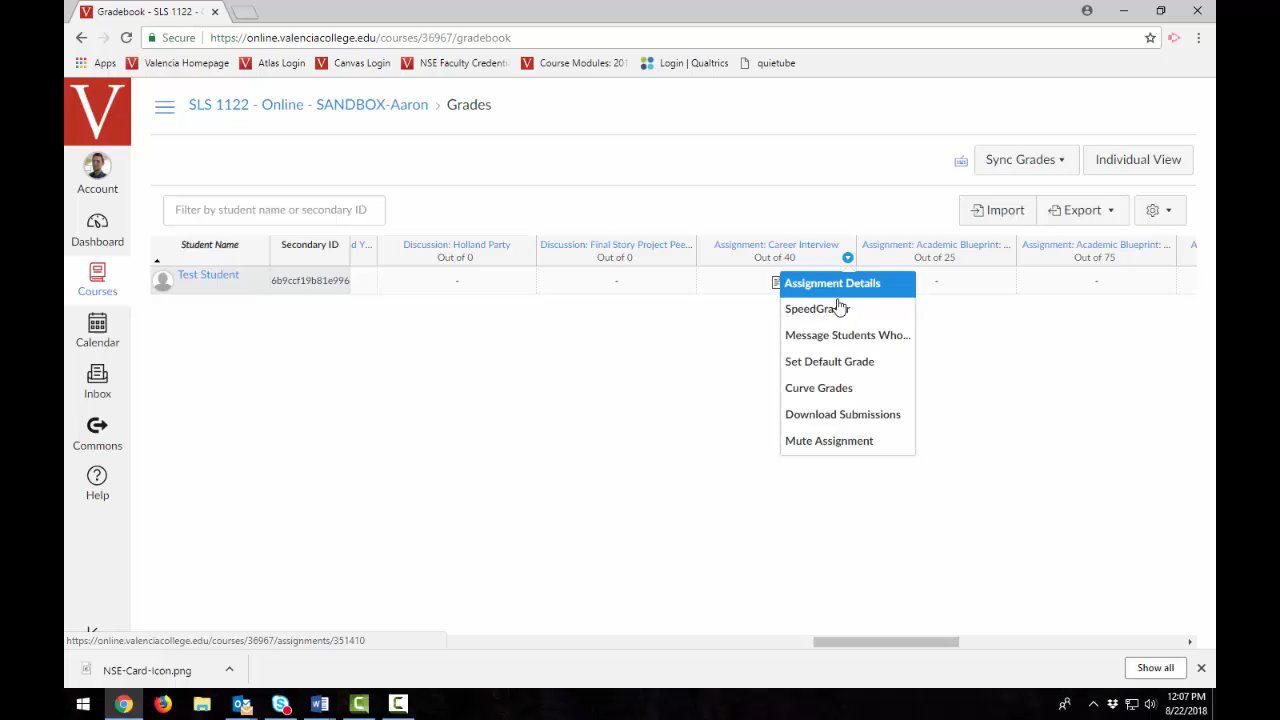 Gradebook - SLS 1122 -
Secure https://online.valenciacollege.edu/courses/36967/gradebook
Apps Valencia Homepage Atlas Login Canvas Login NSE Faculty Credenti Course Modules: 201 Login | Qualtrics quietube
V
SLS 1122 - Online - SANDBOX-Aaron › Grades
Sync Grades Individual View
Account
Filter by student name or secondary ID Import Export
Dashboard
Student Name Secondary ID d Y... Discussion: Holland Party Discussion: Final Story Project Pee... Assignment: Career Interview Assignment: Academic Blueprint: ... Assignment: Academic Blueprint: ... A
Out of 0 Out of 0 Out of 40 Out of 25 Out of 75
Test Student 6b9ccf19b81e996 - - - -
Courses
Assignment Details
SpeedGra r
Message Students Who...
Set Default Grade
Curve Grades
Download Submissions
Mute Assignment
Calendar
Inbox
Commons
Help
https://online.valenciacollege.edu/courses/36967/assignments/351410
NSE-Card-Icon.png Show all
12:07 PM
8/22/2018